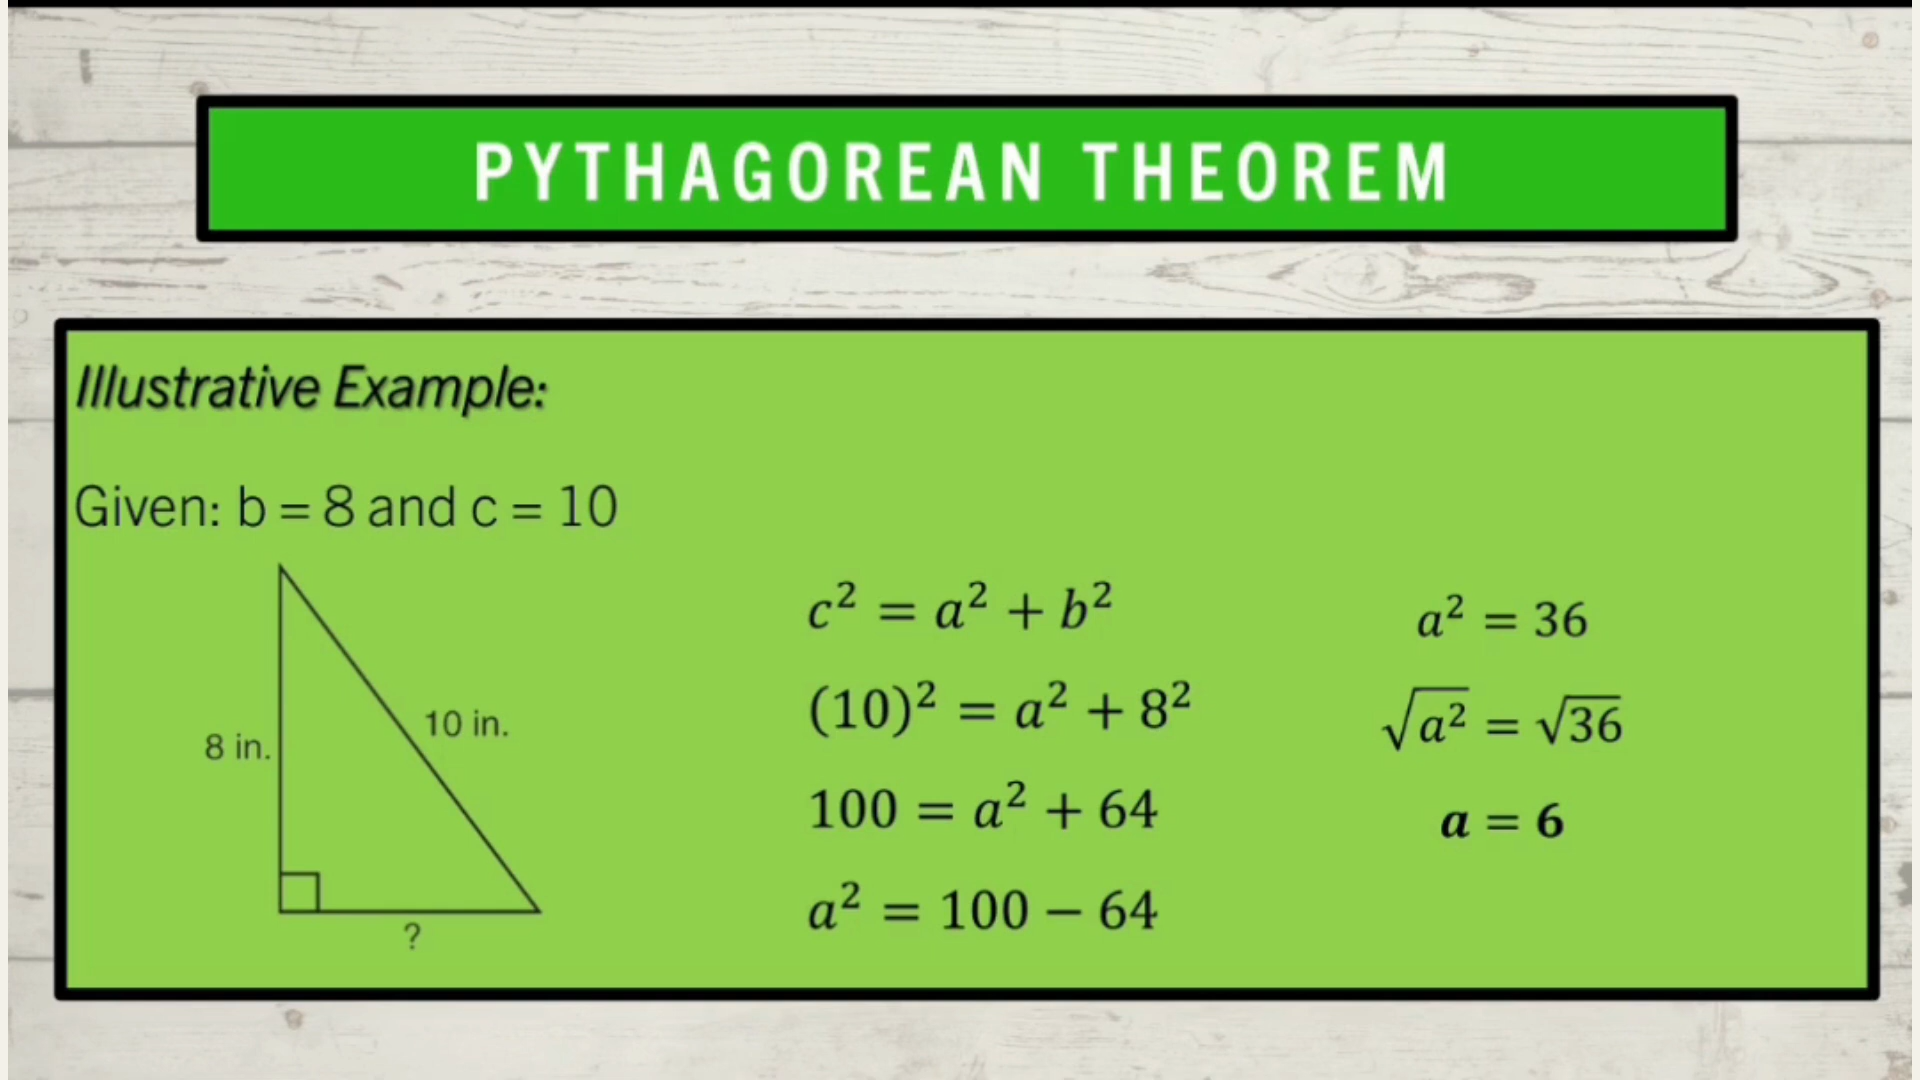 PYTHAGOREAN THEOREM
Illustrative Example:
Given: b = 8 and c = 10
8 in.
10 in.
?
c² = a² + b²
(10)² = a² + 8²
100 = a² + 64
a² = 100 − 64
a² = 36
√a² = √36
a = 6